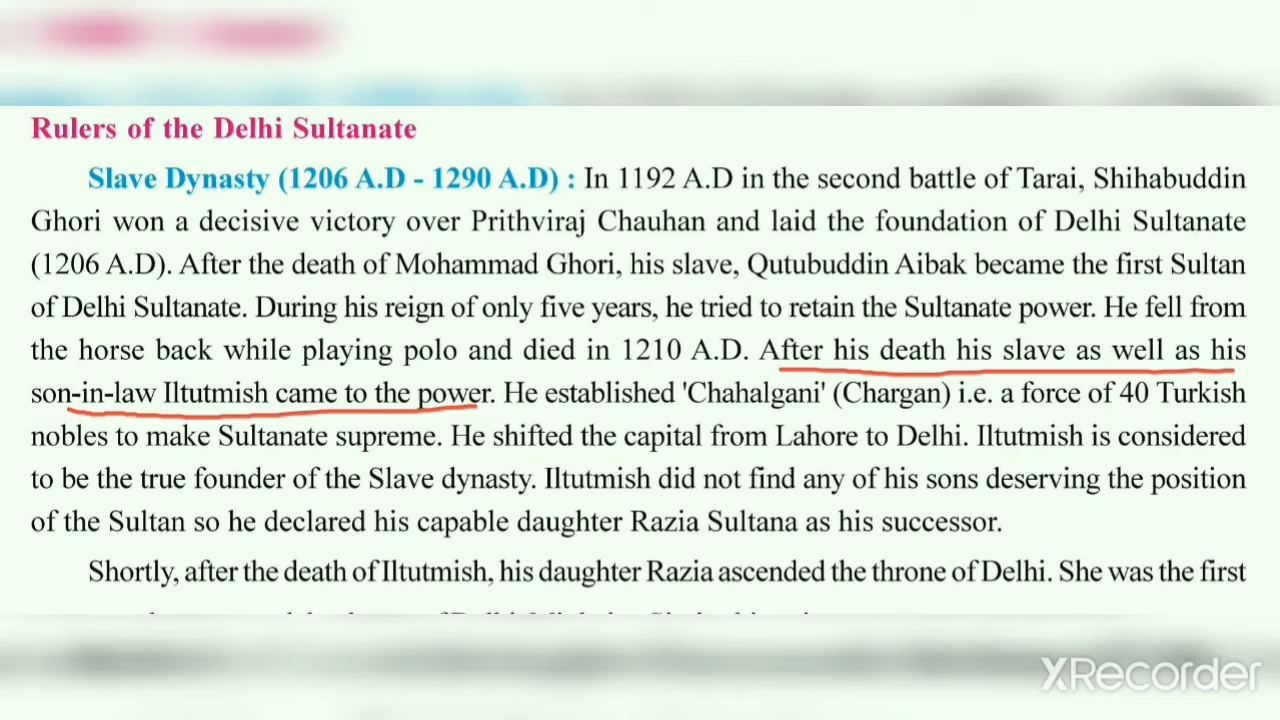 Rulers of the Delhi Sultanate
Slave Dynasty (1206 A.D - 1290 A.D) : In 1192 A.D in the second battle of Tarai, Shihabuddin
Ghori won a decisive victory over Prithviraj Chauhan and laid the foundation of Delhi Sultanate
(1206 A.D). After the death of Mohammad Ghori, his slave, Qutubuddin Aibak became the first Sultan
of Delhi Sultanate. During his reign of only five years, he tried to retain the Sultanate power. He fell from
the horse back while playing polo and died in 1210 A.D. After his death his slave as well as his
son-in-law Iltutmish came to the power. He established 'Chahalgani' (Chargan) i.e. a force of 40 Turkish
nobles to make Sultanate supreme. He shifted the capital from Lahore to Delhi. Iltutmish is considered
to be the true founder of the Slave dynasty. Iltutmish did not find any of his sons deserving the position
of the Sultan so he declared his capable daughter Razia Sultana as his successor.
Shortly, after the death of Iltutmish, his daughter Razia ascended the throne of Delhi. She was the first
XRecorder